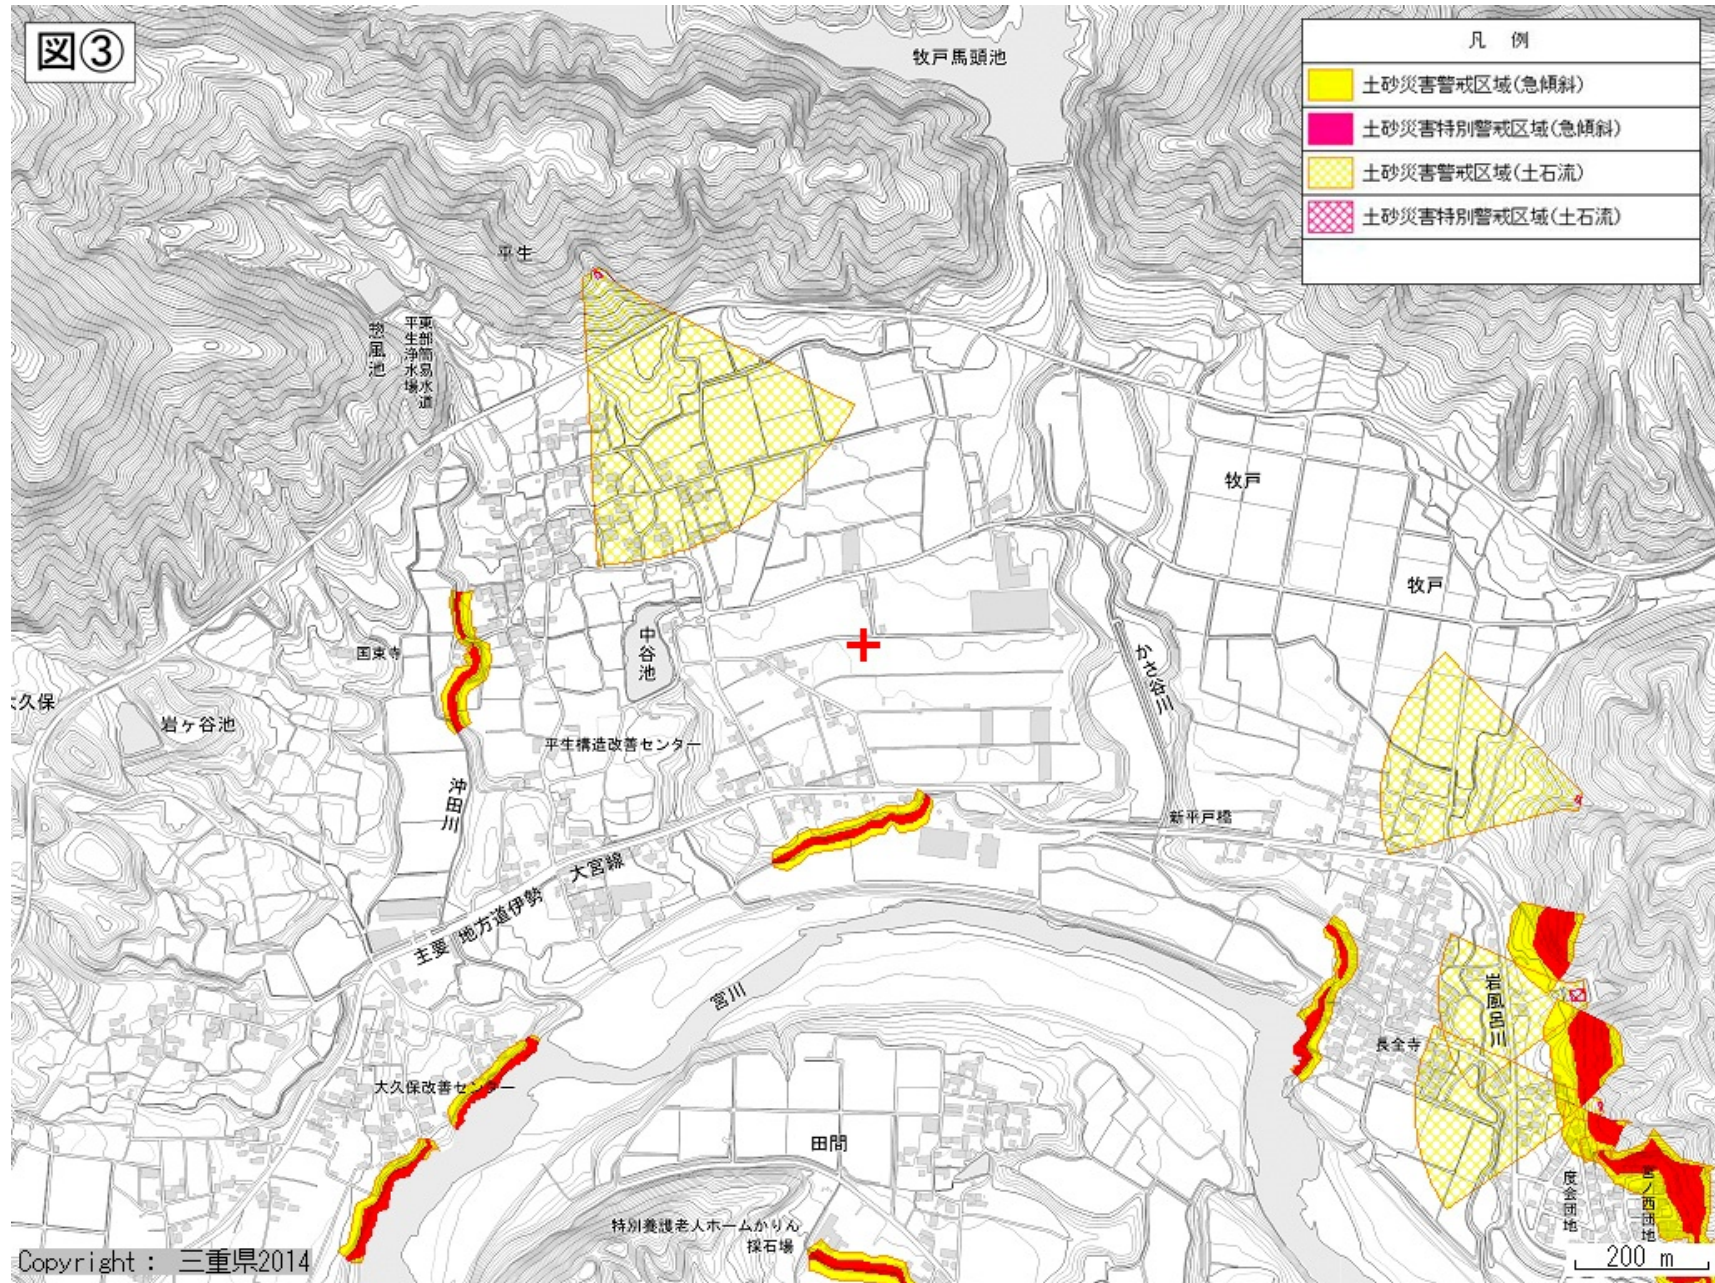 図③
牧戸馬頭池
凡 例
土砂災害警戒区域(急傾斜)
土砂災害特別警戒区域(急傾斜)
土砂災害警戒区域(土石流)
土砂災害特別警戒区域(土石流)
平生
惣風池
東部簡易水道
平生浄水場
牧戸
牧戸
国束寺
中谷池
かさ谷川
大久保
岩ヶ谷池
平生構造改善センター
沖田川
新平戸橋
大宮線
主要 地方道伊勢
宮川
岩風呂川
長全寺
大久保改善センター
田間
度会団地
宮ノ西団地
特別養護老人ホームかりん
採石場
Copyright : 三重県2014
200 m